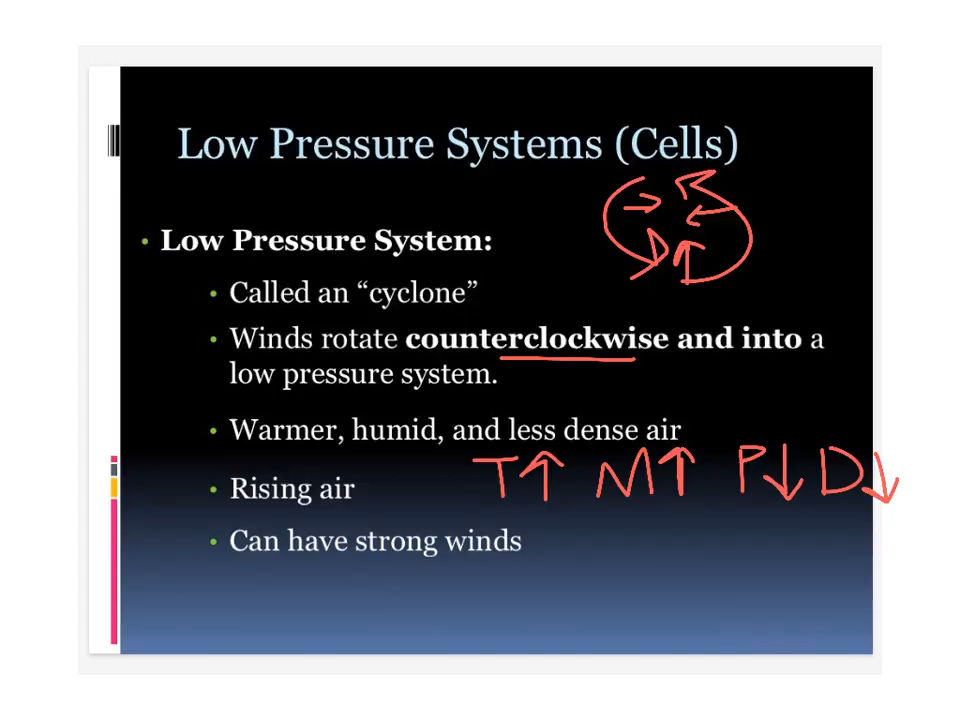 Low Pressure Systems (Cells)
• Low Pressure System:
• Called an “cyclone”
• Winds rotate counterclockwise and into a
low pressure system.
• Warmer, humid, and less dense air
T↑ M↑ P↓ D↓
• Rising air
• Can have strong winds